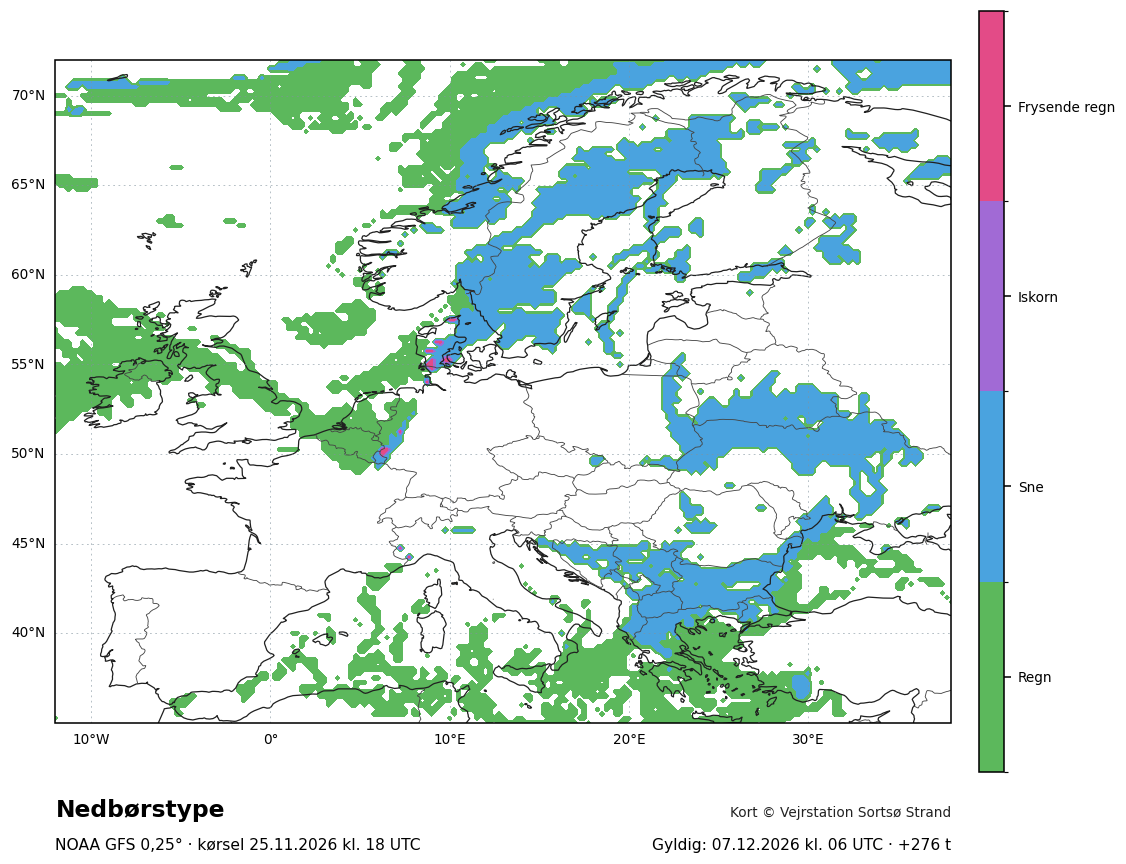 70°N
65°N
60°N
55°N
50°N
45°N
40°N
10°W
0°
10°E
20°E
30°E
Frysende regn
Iskorn
Sne
Regn
Nedbørstype
Kort © Vejrstation Sortsø Strand
NOAA GFS 0,25° · kørsel 25.11.2026 kl. 18 UTC
Gyldig: 07.12.2026 kl. 06 UTC · +276 t